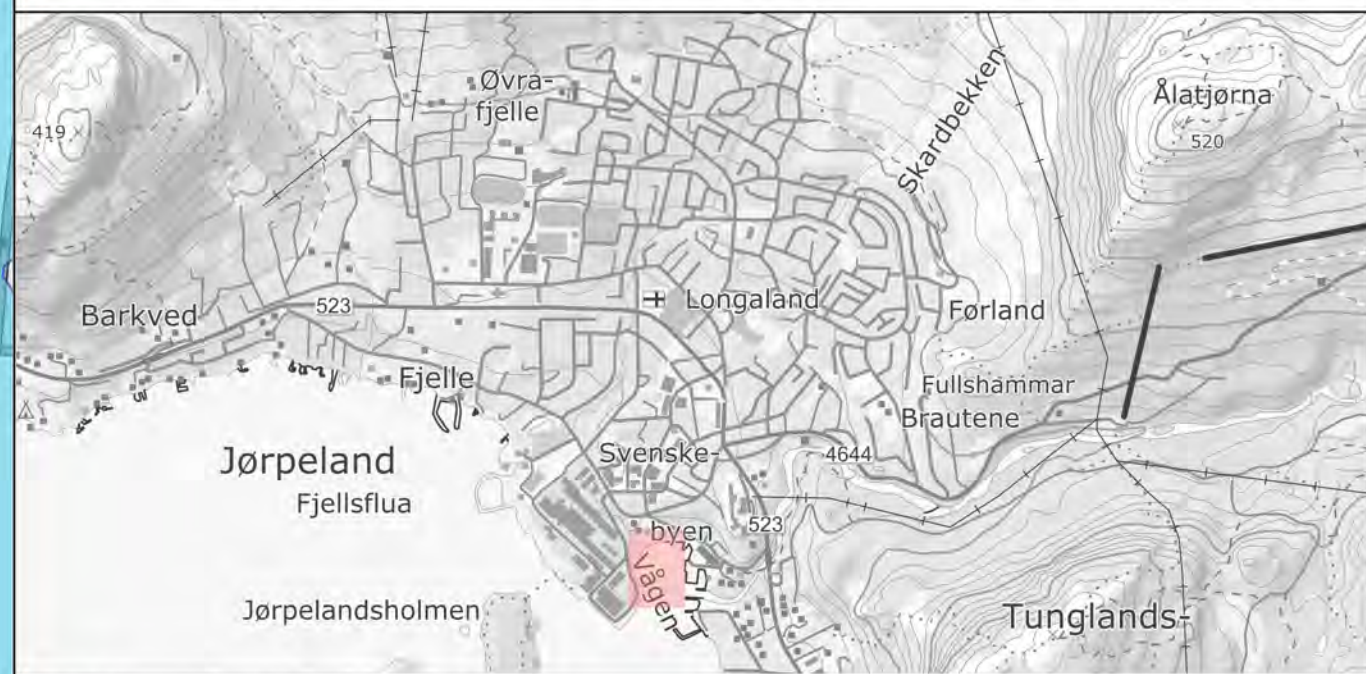 Øvra-
fjelle
Skardbekken
Ålatjørna
520
419
Barkved
523
Longaland
Førland
Fjelle
Fullshammar
Brautene
Jørpeland
Fjellsflua
Svenske-
byen
4644
523
Vågen
Jørpelandsholmen
Tunglands-